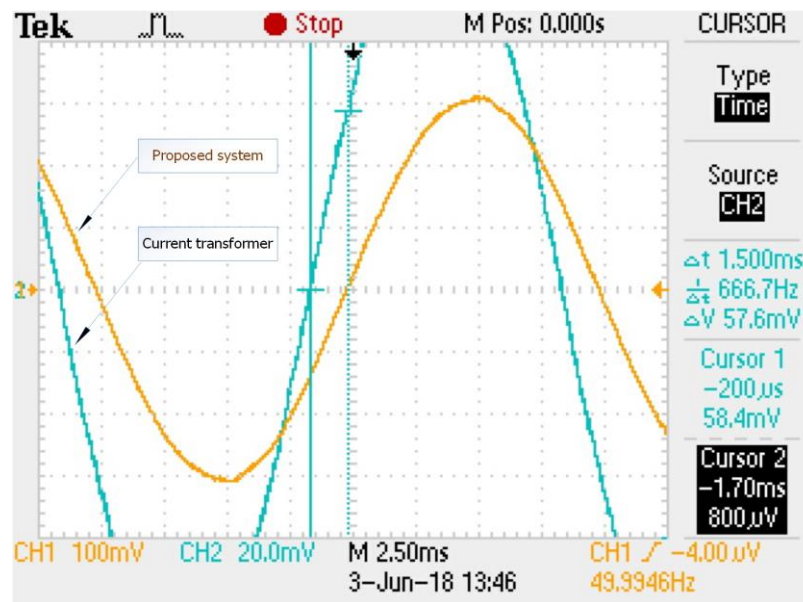 Tek
Stop
M Pos: 0.000s
CURSOR
Type
Time
Source
CH2
Δt 1.500ms
1/Δt 666.7Hz
ΔV 57.6mV
Cursor 1
-200µs
58.4mV
Cursor 2
-1.70ms
800µV
Proposed system
Current transformer
2
CH1 100mV
CH2 20.0mV
M 2.50ms
CH1 -4.00µV
3-Jun-18 13:46
49.9946Hz